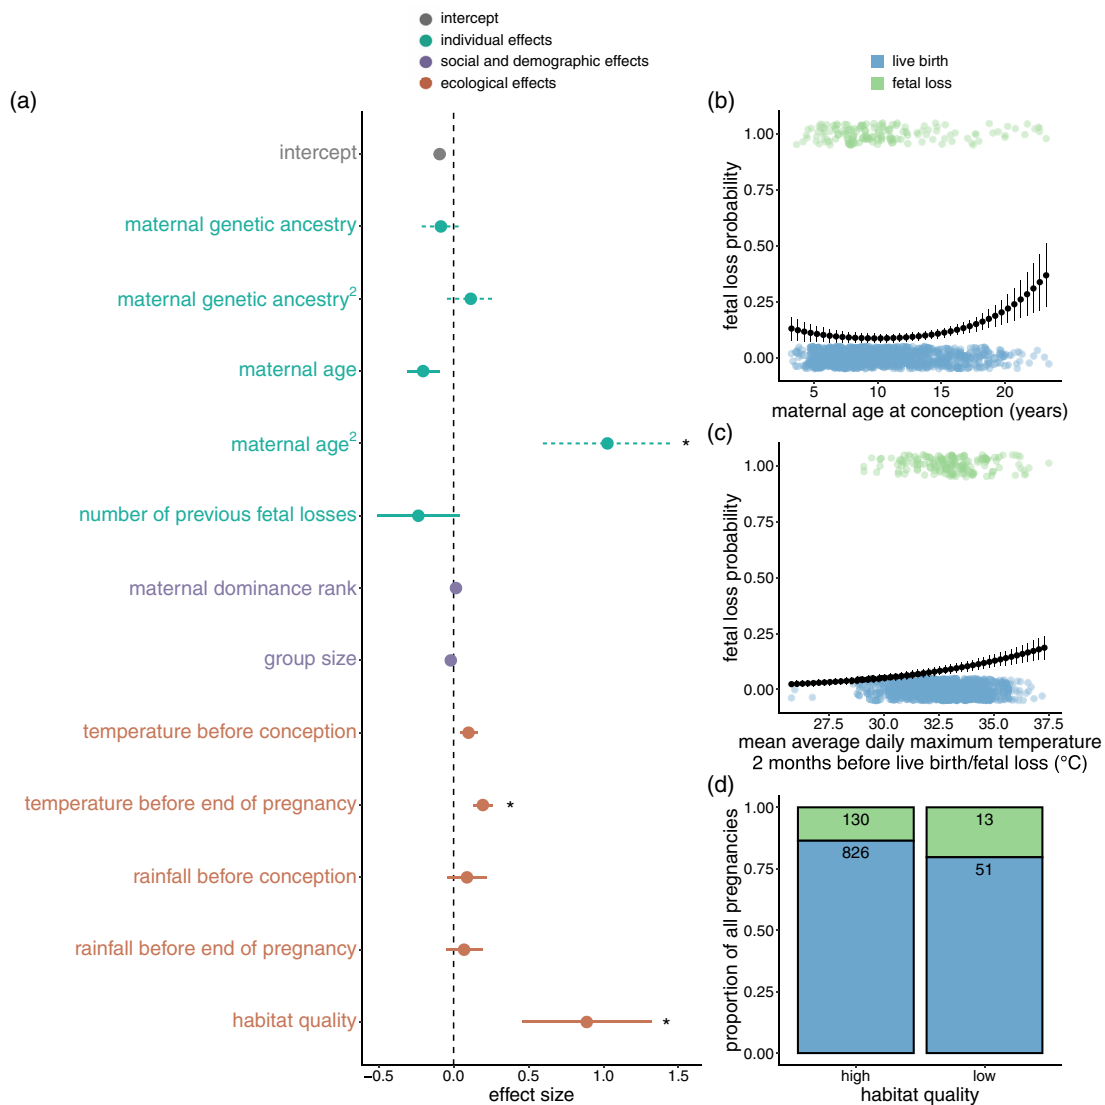 intercept
individual effects
social and demographic effects
ecological effects
(a)
intercept
maternal genetic ancestry
maternal genetic ancestry²
maternal age
maternal age²
*
number of previous fetal losses
maternal dominance rank
group size
temperature before conception
temperature before end of pregnancy
*
rainfall before conception
rainfall before end of pregnancy
habitat quality
*
−0.5 0.0 0.5 1.0 1.5
effect size
live birth
fetal loss
(b)
fetal loss probability
1.00
0.75
0.50
0.25
0.00
5 10 15 20
maternal age at conception (years)
(c)
fetal loss probability
1.00
0.75
0.50
0.25
0.00
27.5 30.0 32.5 35.0 37.5
mean average daily maximum temperature
2 months before live birth/fetal loss (°C)
(d)
proportion of all pregnancies
1.00
0.75
0.50
0.25
0.00
130 13
826
51
high low
habitat quality